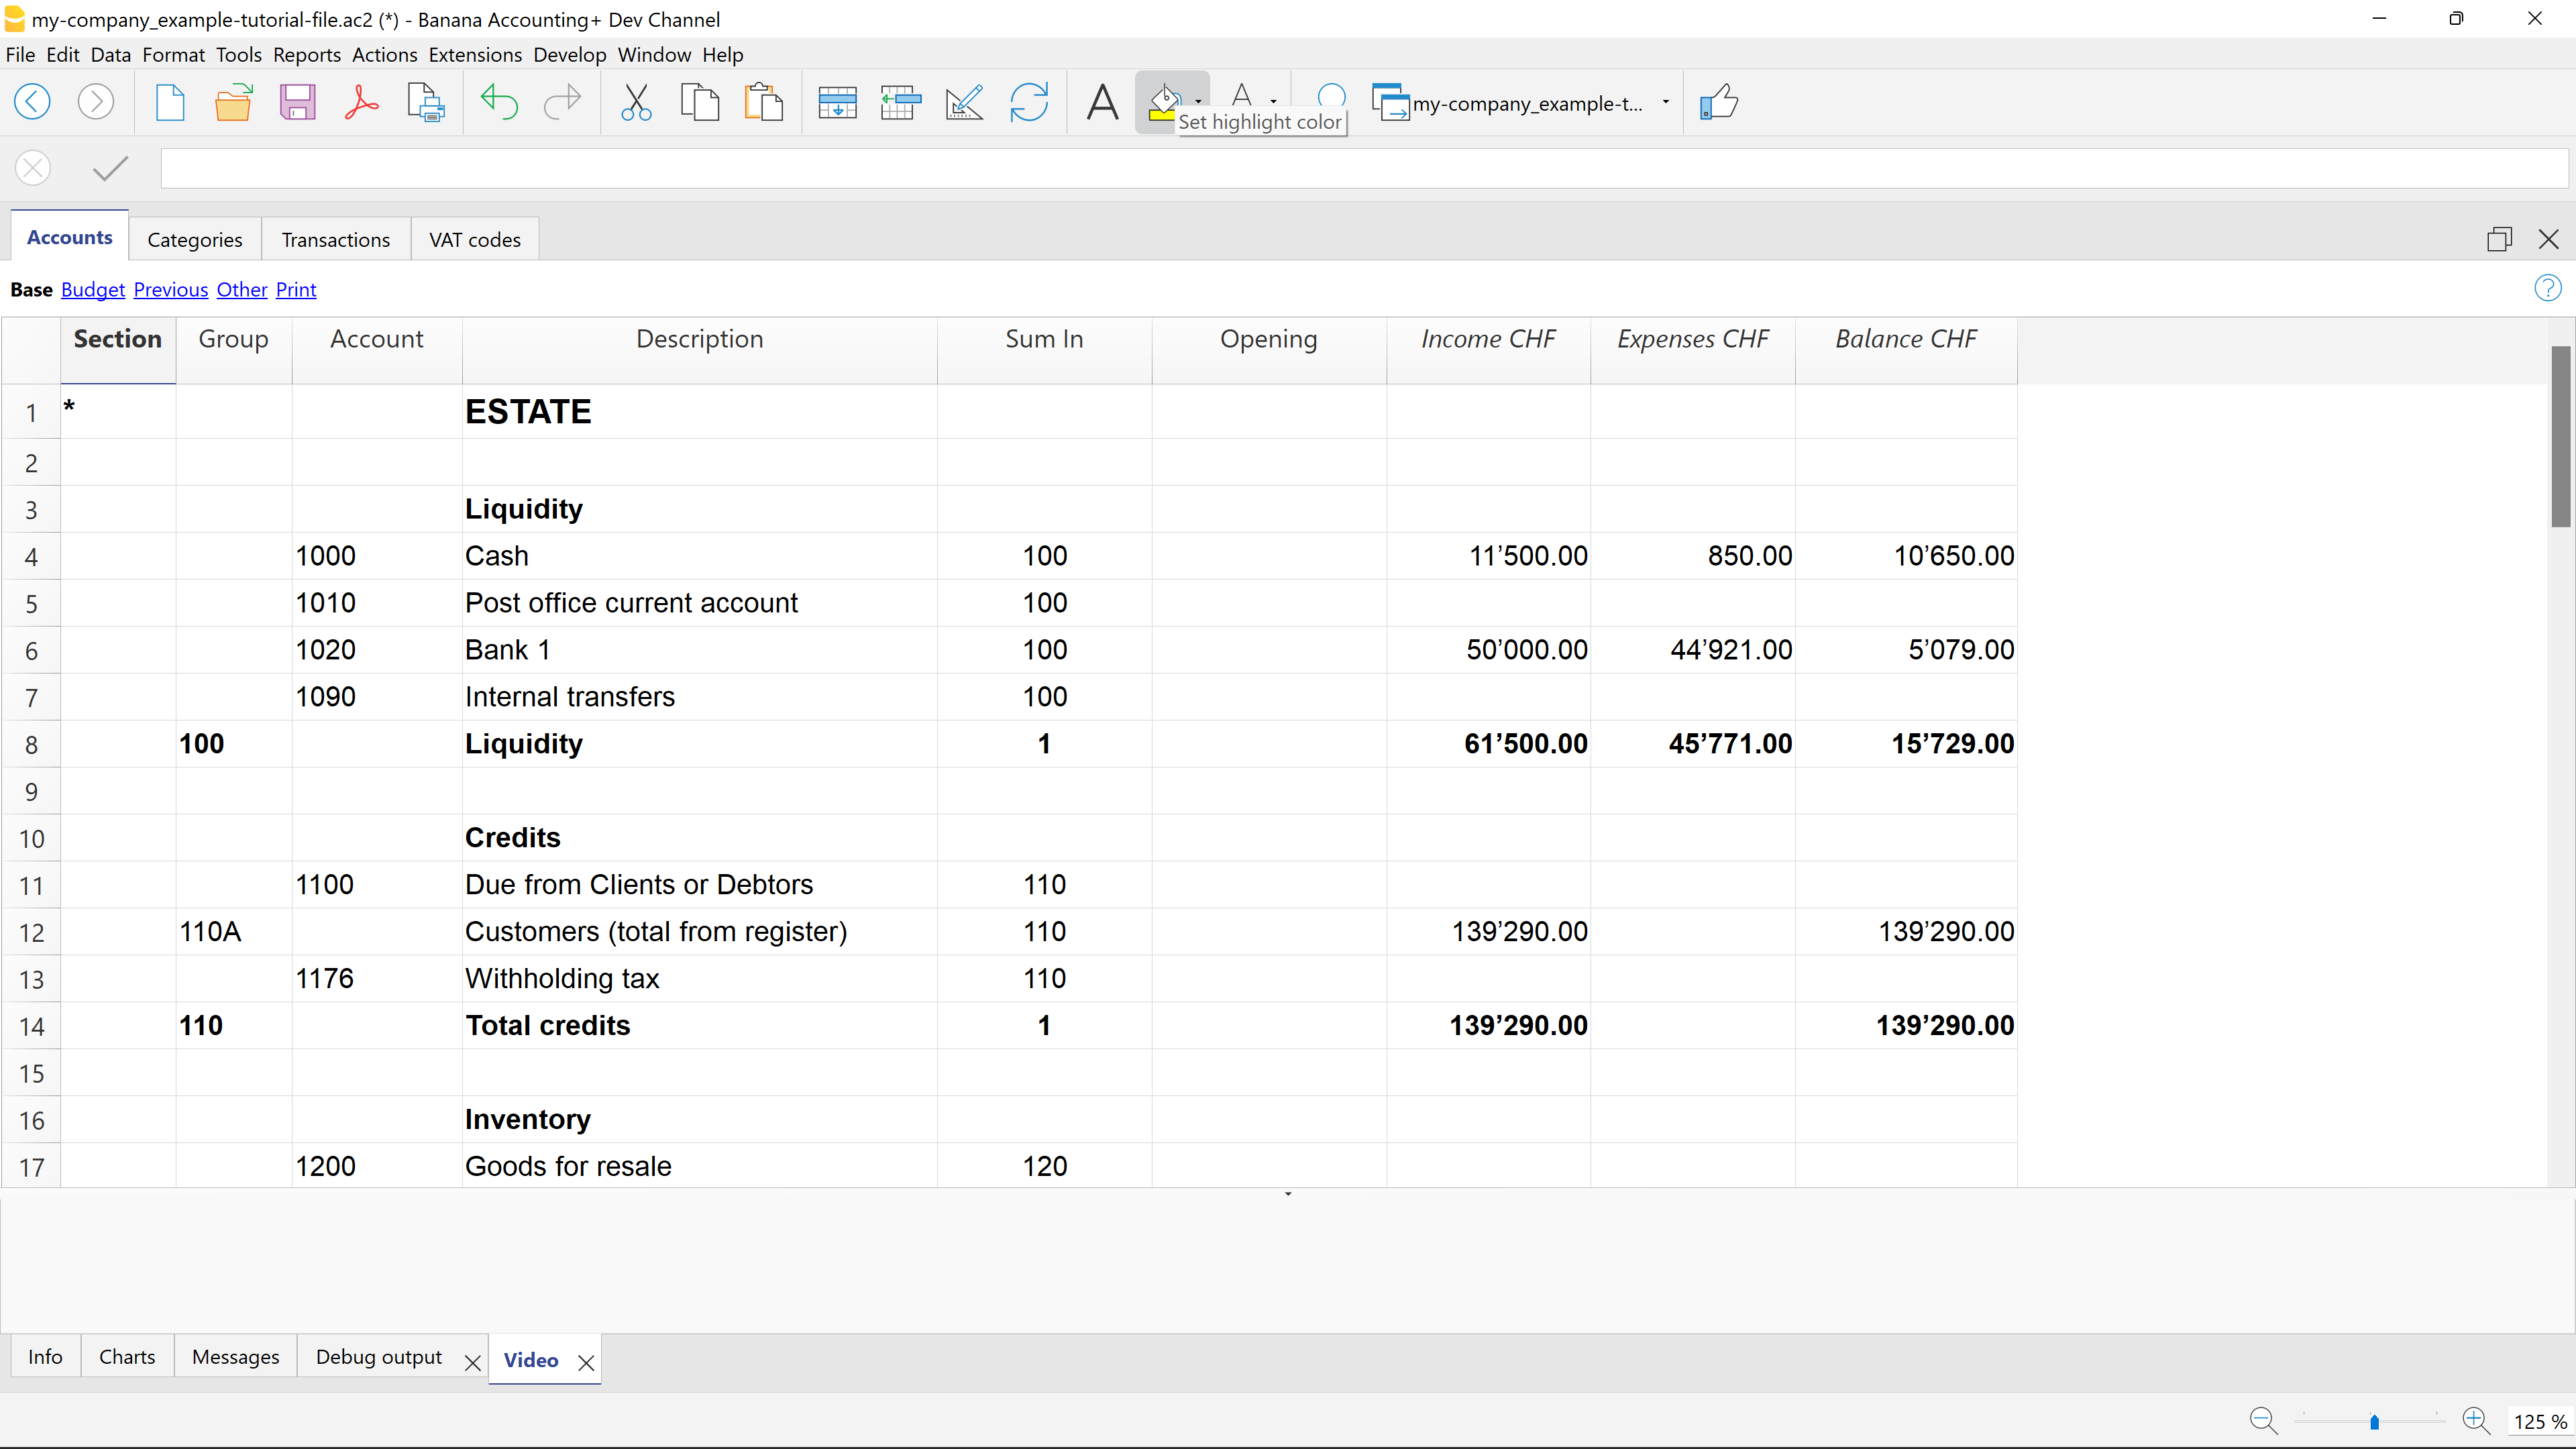 my-company_example-tutorial-file.ac2 (*) - Banana Accounting+ Dev Channel
File Edit Data Format Tools Reports Actions Extensions Develop Window Help
my-company_example-t...
Set highlight color
Accounts Categories Transactions VAT codes
Base Budget Previous Other Print
Section Group Account Description Sum In Opening Income CHF Expenses CHF Balance CHF
1 * ESTATE
2
3 Liquidity
4 1000 Cash 100 11’500.00 850.00 10’650.00
5 1010 Post office current account 100
6 1020 Bank 1 100 50’000.00 44’921.00 5’079.00
7 1090 Internal transfers 100
8 100 Liquidity 1 61’500.00 45’771.00 15’729.00
9
10 Credits
11 1100 Due from Clients or Debtors 110
12 110A Customers (total from register) 110 139’290.00 139’290.00
13 1176 Withholding tax 110
14 110 Total credits 1 139’290.00 139’290.00
15
16 Inventory
17 1200 Goods for resale 120
Info Charts Messages Debug output Video
125 %